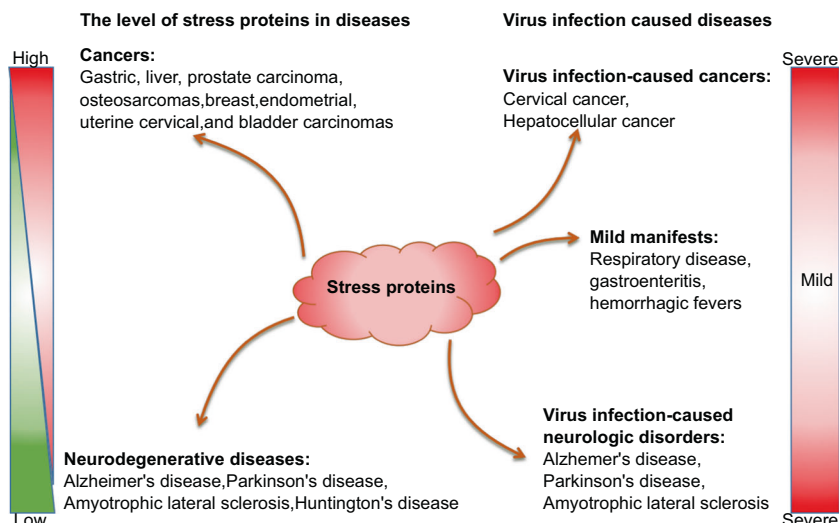 The level of stress proteins in diseases
High
Cancers:
Gastric, liver, prostate carcinoma,
osteosarcomas,breast,endometrial,
uterine cervical,and bladder carcinomas
Virus infection caused diseases
Severe
Virus infection-caused cancers:
Cervical cancer,
Hepatocellular cancer
Mild manifests:
Respiratory disease,
gastroenteritis,
hemorrhagic fevers
Mild
Stress proteins
Neurodegenerative diseases:
Alzheimer's disease,Parkinson's disease,
Amyotrophic lateral sclerosis,Huntington's disease
Low
Virus infection-caused
neurologic disorders:
Alzhemer's disease,
Parkinson's disease,
Amyotrophic lateral sclerosis
Severe